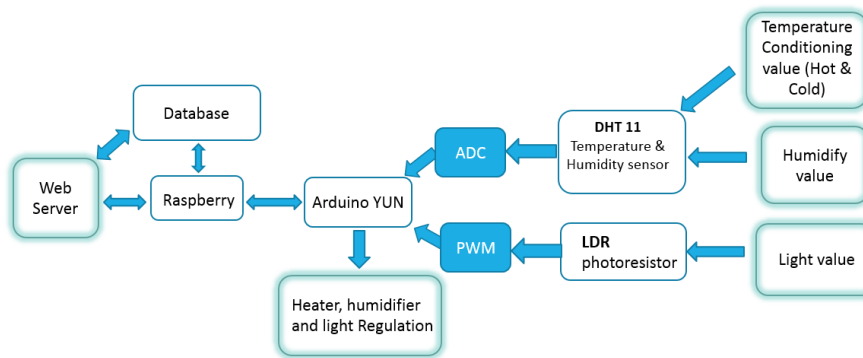 Temperature
Conditioning
value (Hot &
Cold)
Database
DHT 11
Temperature &
Humidity sensor
ADC
Humidify
value
Web
Server
Raspberry
Arduino YUN
PWM
LDR
photoresistor
Light value
Heater, humidifier
and light Regulation